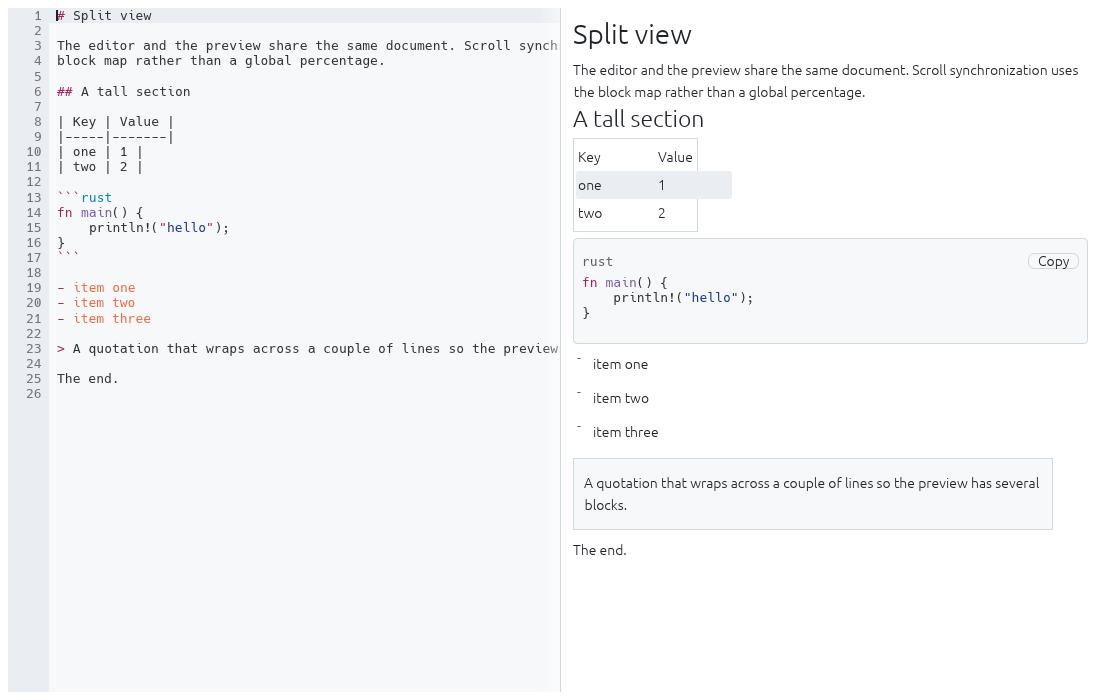 1 # Split view
2
3 The editor and the preview share the same document. Scroll synch
4 block map rather than a global percentage.
5
6 ## A tall section
7
8 | Key | Value |
9 |-----|-------|
10 | one | 1 |
11 | two | 2 |
12
13 ```rust
14 fn main() {
15     println!("hello");
16 }
17 ```
18
19 - item one
20 - item two
21 - item three
22
23 > A quotation that wraps across a couple of lines so the preview
24
25 The end.
26
Split view
The editor and the preview share the same document. Scroll synchronization uses
the block map rather than a global percentage.
A tall section
Key Value
one 1
two 2
rust Copy
fn main() {
    println!("hello");
}
- item one
- item two
- item three
A quotation that wraps across a couple of lines so the preview has several
blocks.
The end.